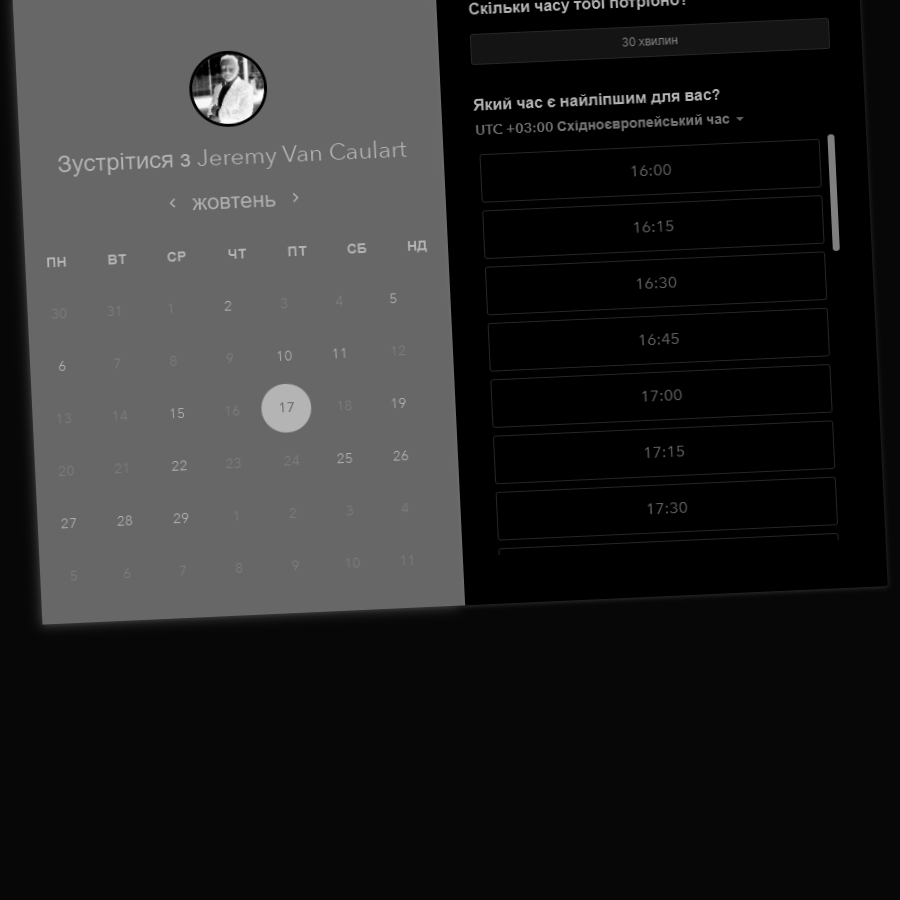 Зустрітися з Jeremy Van Caulart
жовтень
ПН ВТ СР ЧТ ПТ СБ НД
30 31 1 2 3 4 5
6 7 8 9 10 11 12
13 14 15 16 17 18 19
20 21 22 23 24 25 26
27 28 29 1 2 3 4
5 6 7 8 9 10 11
Скільки часу тобі потрібно?
30 хвилин
Який час є найліпшим для вас?
UTC +03:00 Східноєвропейський час
16:00
16:15
16:30
16:45
17:00
17:15
17:30